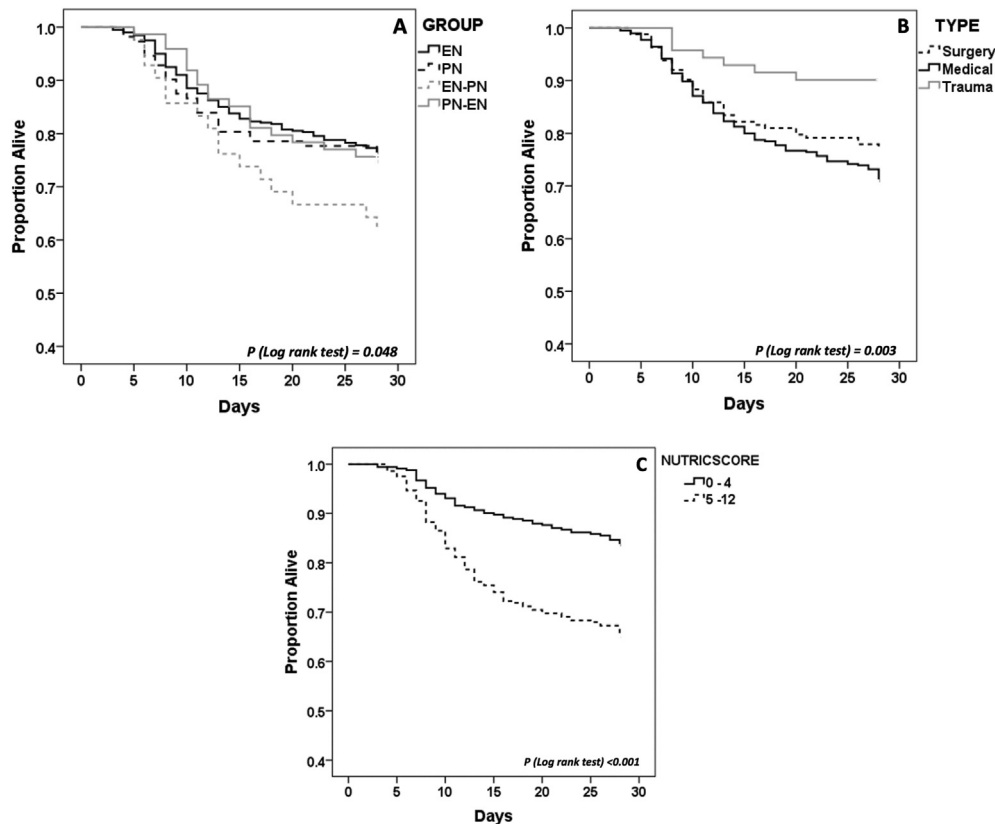 A
GROUP
EN
PN
EN-PN
PN-EN
Proportion Alive
1.0
0.9
0.8
0.7
0.6
0.5
0.4
P (Log rank test) = 0.048
0 5 10 15 20 25 30
Days
B
TYPE
Surgery
Medical
Trauma
Proportion Alive
1.0
0.9
0.8
0.7
0.6
0.5
0.4
P (Log rank test) = 0.003
0 5 10 15 20 25 30
Days
C
NUTRICSCORE
0 - 4
5 -12
Proportion Alive
1.0
0.9
0.8
0.7
0.6
0.5
0.4
P (Log rank test) <0.001
0 5 10 15 20 25 30
Days